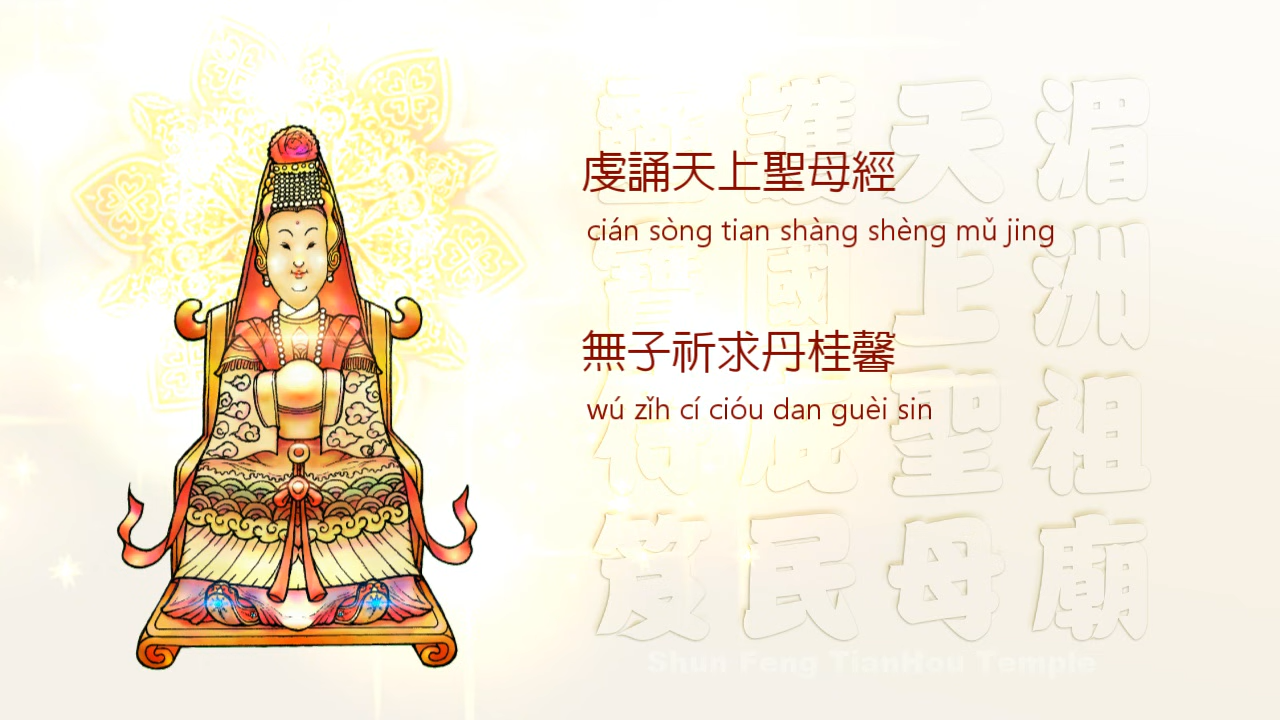 虔誦天上聖母經
cián sòng tian shàng shèng mǔ jing
無子祈求丹桂馨
wú zǐh cí cióu dan guèi sin
湄洲祖廟
天上聖母
護國庇民
Shun Feng TianHou Temple